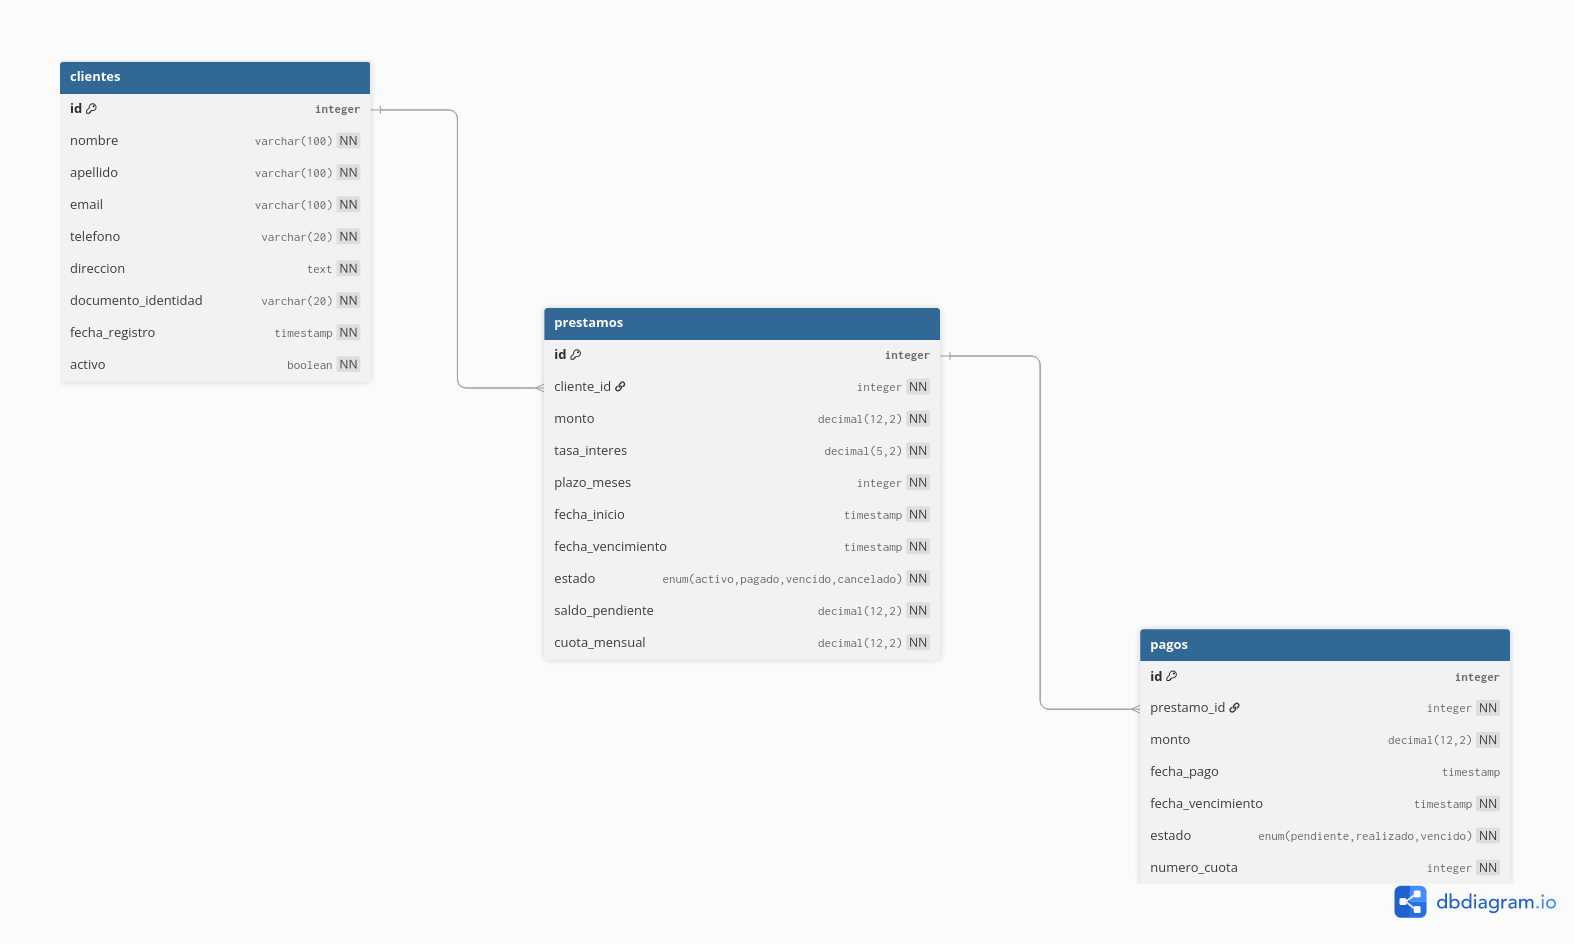 clientes
id integer
nombre varchar(100) NN
apellido varchar(100) NN
email varchar(100) NN
telefono varchar(20) NN
direccion text NN
documento_identidad varchar(20) NN
fecha_registro timestamp NN
activo boolean NN
prestamos
id integer
cliente_id integer NN
monto decimal(12,2) NN
tasa_interes decimal(5,2) NN
plazo_meses integer NN
fecha_inicio timestamp NN
fecha_vencimiento timestamp NN
estado enum(activo,pagado,vencido,cancelado) NN
saldo_pendiente decimal(12,2) NN
cuota_mensual decimal(12,2) NN
pagos
id integer
prestamo_id integer NN
monto decimal(12,2) NN
fecha_pago timestamp
fecha_vencimiento timestamp NN
estado enum(pendiente,realizado,vencido) NN
numero_cuota integer NN
dbdiagram.io